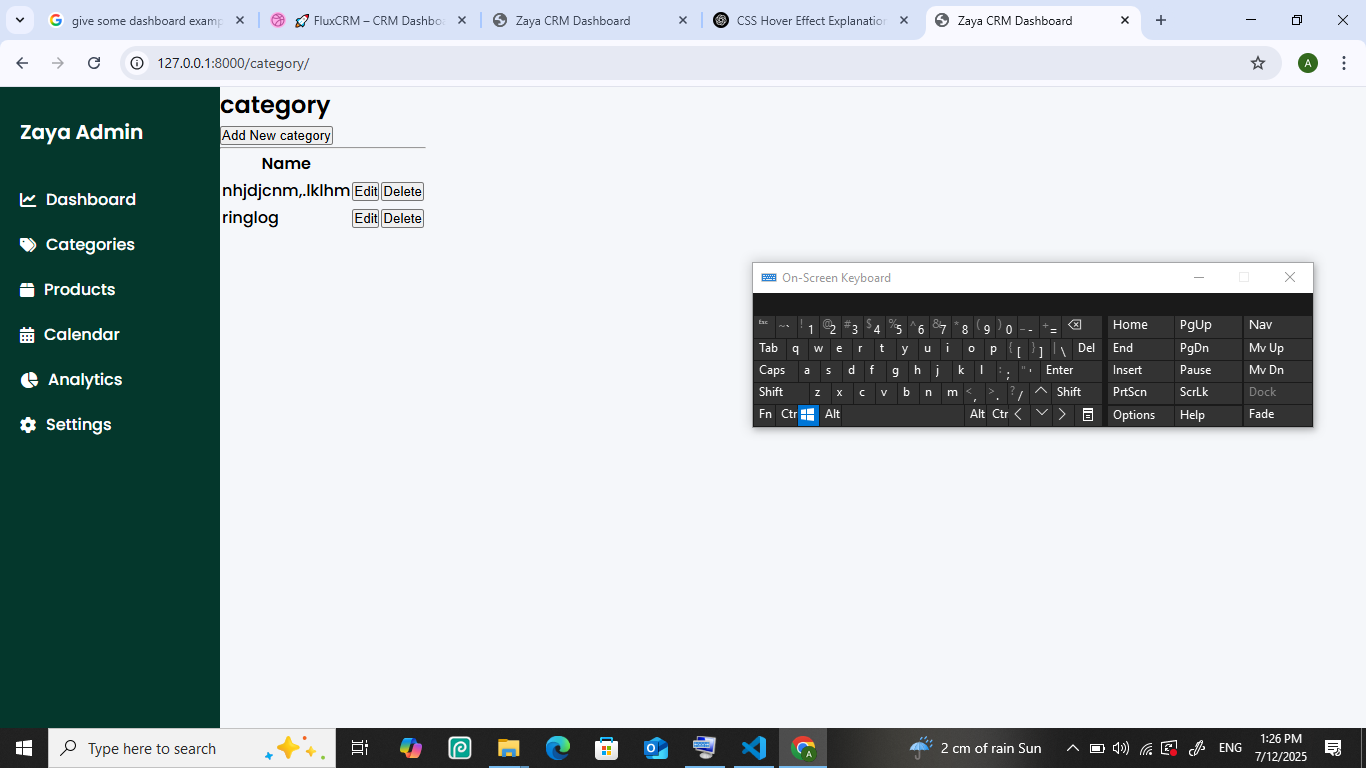 give some dashboard examp
FluxCRM – CRM Dashbo
Zaya CRM Dashboard
CSS Hover Effect Explanation
Zaya CRM Dashboard
127.0.0.1:8000/category/
A
Zaya Admin
Dashboard
Categories
Products
Calendar
Analytics
Settings
category
Add New category
Name
nhjdjcnm,.lklhm Edit Delete
ringlog Edit Delete
On-Screen Keyboard
Esc ~ ` ! 1 @ 2 # 3 $ 4 % 5 ^ 6 & 7 * 8 ( 9 ) 0 _ - + = Home PgUp Nav
Tab q w e r t y u i o p { [ } ] | \ Del End PgDn Mv Up
Caps a s d f g h j k l : ; " ' Enter Insert Pause Mv Dn
Shift z x c v b n m < , > . ? / Shift PrtScn ScrLk Dock
Fn Ctr Alt Alt Ctr Options Help Fade
Type here to search
2 cm of rain Sun
ENG
1:26 PM
7/12/2025